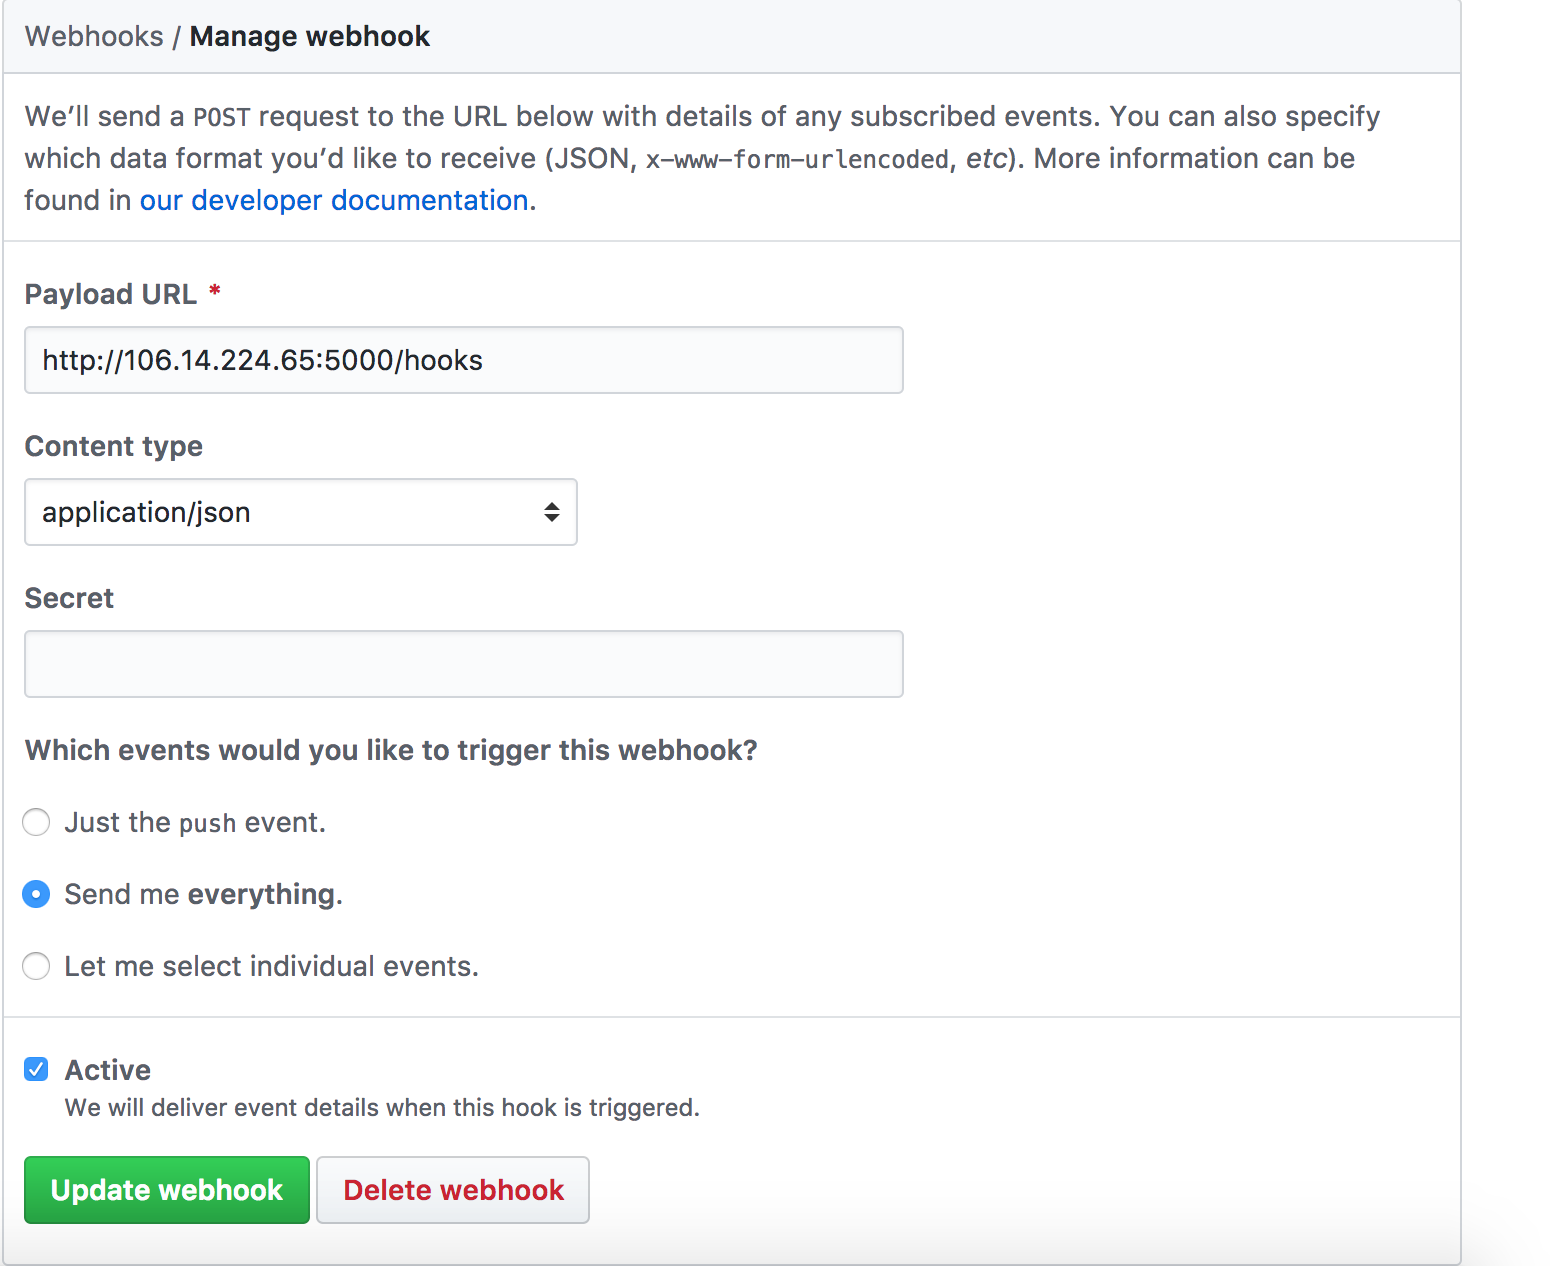 Webhooks / Manage webhook
We’ll send a POST request to the URL below with details of any subscribed events. You can also specify
which data format you’d like to receive (JSON, x-www-form-urlencoded, etc). More information can be
found in our developer documentation.
Payload URL *
http://106.14.224.65:5000/hooks
Content type
application/json
Secret
Which events would you like to trigger this webhook?
Just the push event.
Send me everything.
Let me select individual events.
Active
We will deliver event details when this hook is triggered.
Update webhook Delete webhook